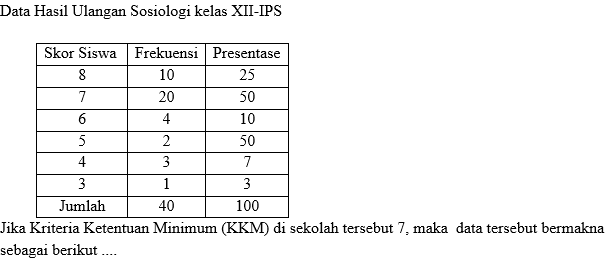 Data Hasil Ulangan Sosiologi kelas XII-IPS
Skor Siswa Frekuensi Presentase
8 10 25
7 20 50
6 4 10
5 2 50
4 3 7
3 1 3
Jumlah 40 100
Jika Kriteria Ketentuan Minimum (KKM) di sekolah tersebut 7, maka data tersebut bermakna
sebagai berikut ....